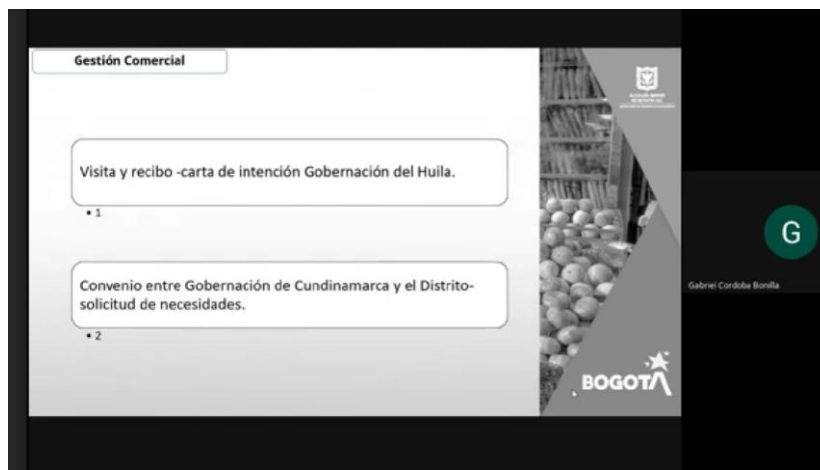 Gestión Comercial
Visita y recibo -carta de intención Gobernación del Huila.
• 1
Convenio entre Gobernación de Cundinamarca y el Distrito-
solicitud de necesidades.
• 2
BOGOTÁ
G
Gabriel Cordoba Bonilla